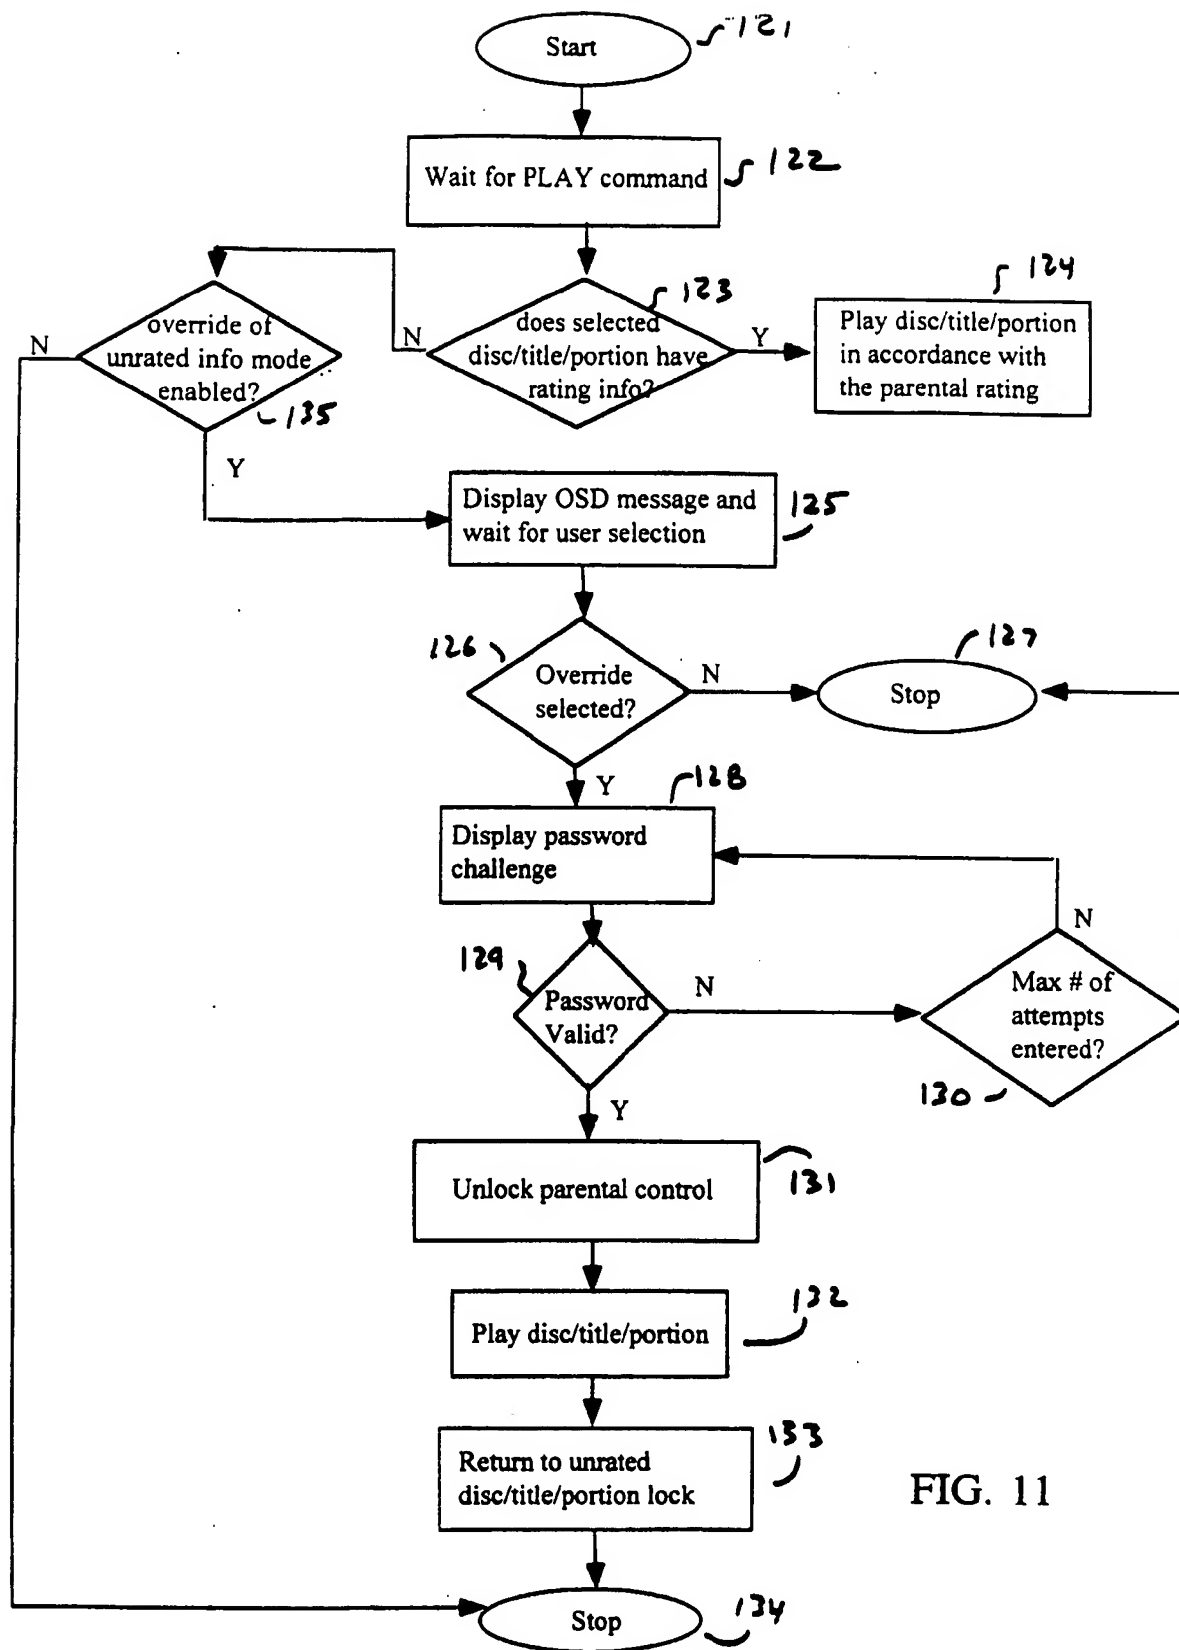 Start
121
Wait for PLAY command
122
123
124
override of
unrated info mode
enabled?
135
N
N
does selected
disc/title/portion have
rating info?
Y
Play disc/title/portion
in accordance with
the parental rating
Y
Display OSD message and
wait for user selection
125
126
Override
selected?
N
127
Stop
Y
128
Display password
challenge
N
129
Password
Valid?
N
Max # of
attempts
entered?
130
Y
Unlock parental control
131
Play disc/title/portion
132
Return to unrated
disc/title/portion lock
133
FIG. 11
Stop
134